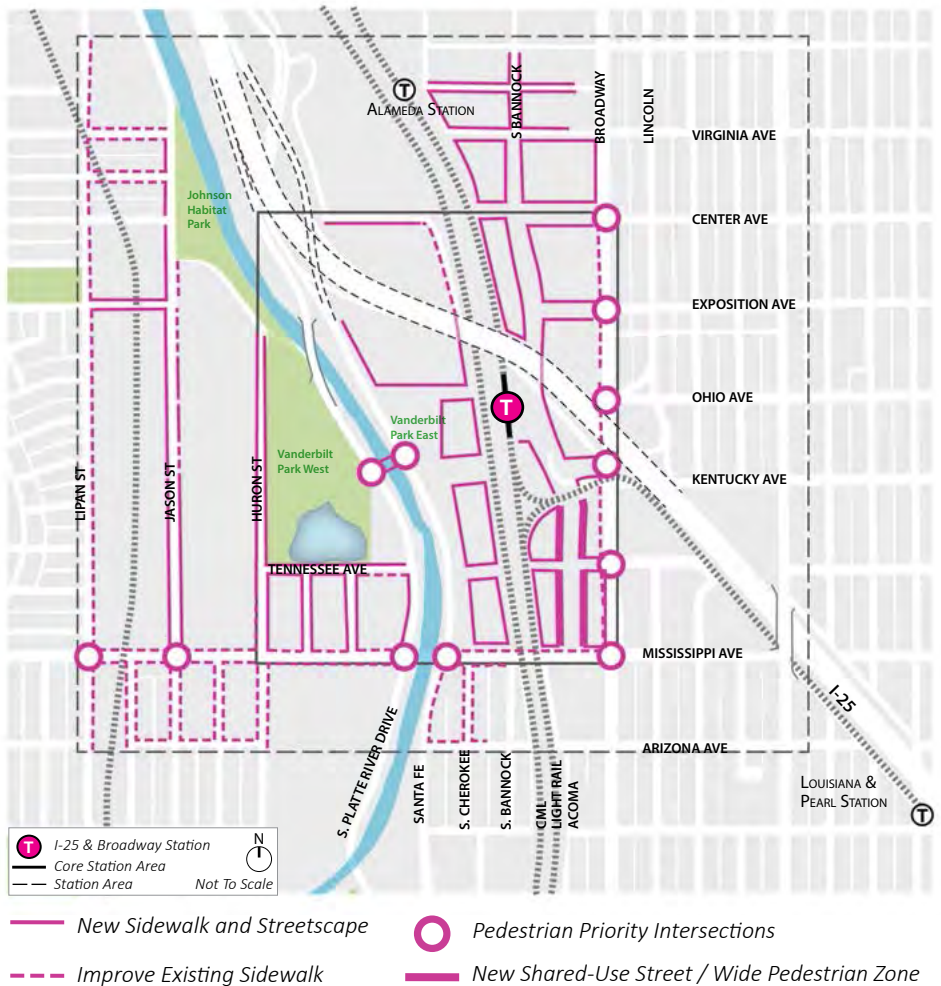 T
ALAMEDA STATION
S BANNOCK
BROADWAY
LINCOLN
VIRGINIA AVE
Johnson
Habitat
Park
CENTER AVE
EXPOSITION AVE
OHIO AVE
T
Vanderbilt
Park East
Vanderbilt
Park West
KENTUCKY AVE
LIPAN ST
JASON ST
HURON ST
TENNESSEE AVE
MISSISSIPPI AVE
I-25
ARIZONA AVE
S. PLATTE RIVER DRIVE
SANTA FE
S. CHEROKEE
S. BANNOCK
CML
LIGHT RAIL
ACOMA
LOUISIANA &
PEARL STATION
T
T I-25 & Broadway Station
N
Core Station Area
Station Area
Not To Scale
New Sidewalk and Streetscape
Pedestrian Priority Intersections
Improve Existing Sidewalk
New Shared-Use Street / Wide Pedestrian Zone